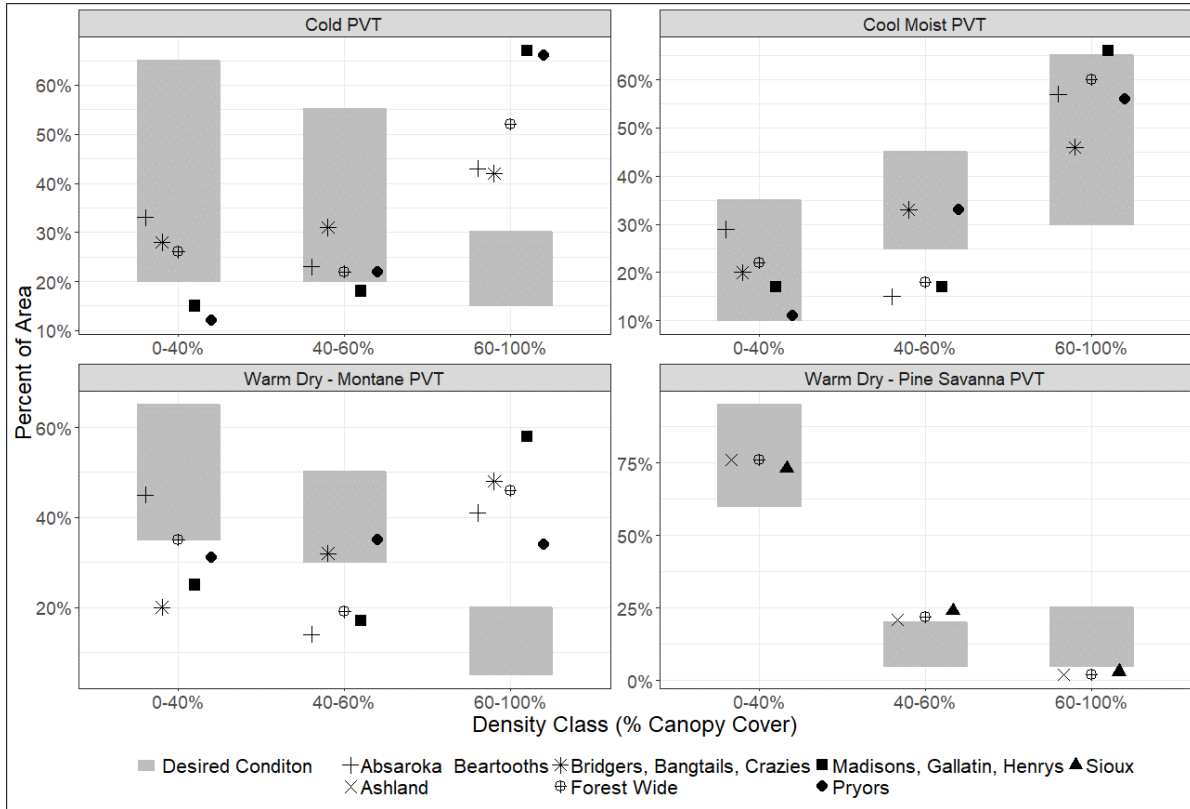 Cold PVT
Cool Moist PVT
60%
50%
40%
30%
20%
10%
0-40% 40-60% 60-100%
60%
50%
40%
30%
20%
10%
0-40% 40-60% 60-100%
Warm Dry - Montane PVT
Warm Dry - Pine Savanna PVT
60%
40%
20%
0-40% 40-60% 60-100%
75%
50%
25%
0%
0-40% 40-60% 60-100%
Percent of Area
Density Class (% Canopy Cover)
Desired Conditon Absaroka Beartooths Bridgers, Bangtails, Crazies Madisons, Gallatin, Henrys Sioux
Ashland Forest Wide Pryors